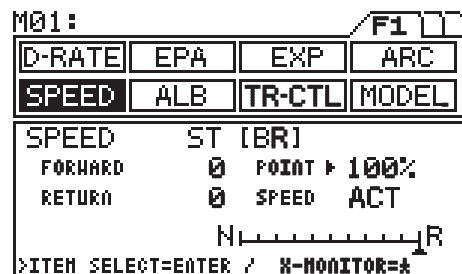 M01: F1
D-RATE EPA EXP ARC
SPEED ALB TR-CTL MODEL
SPEED ST [BR]
FORWARD 0 POINT ▸ 100%
RETURN 0 SPEED ACT
N R
>ITEM SELECT=ENTER / X-MONITOR=±